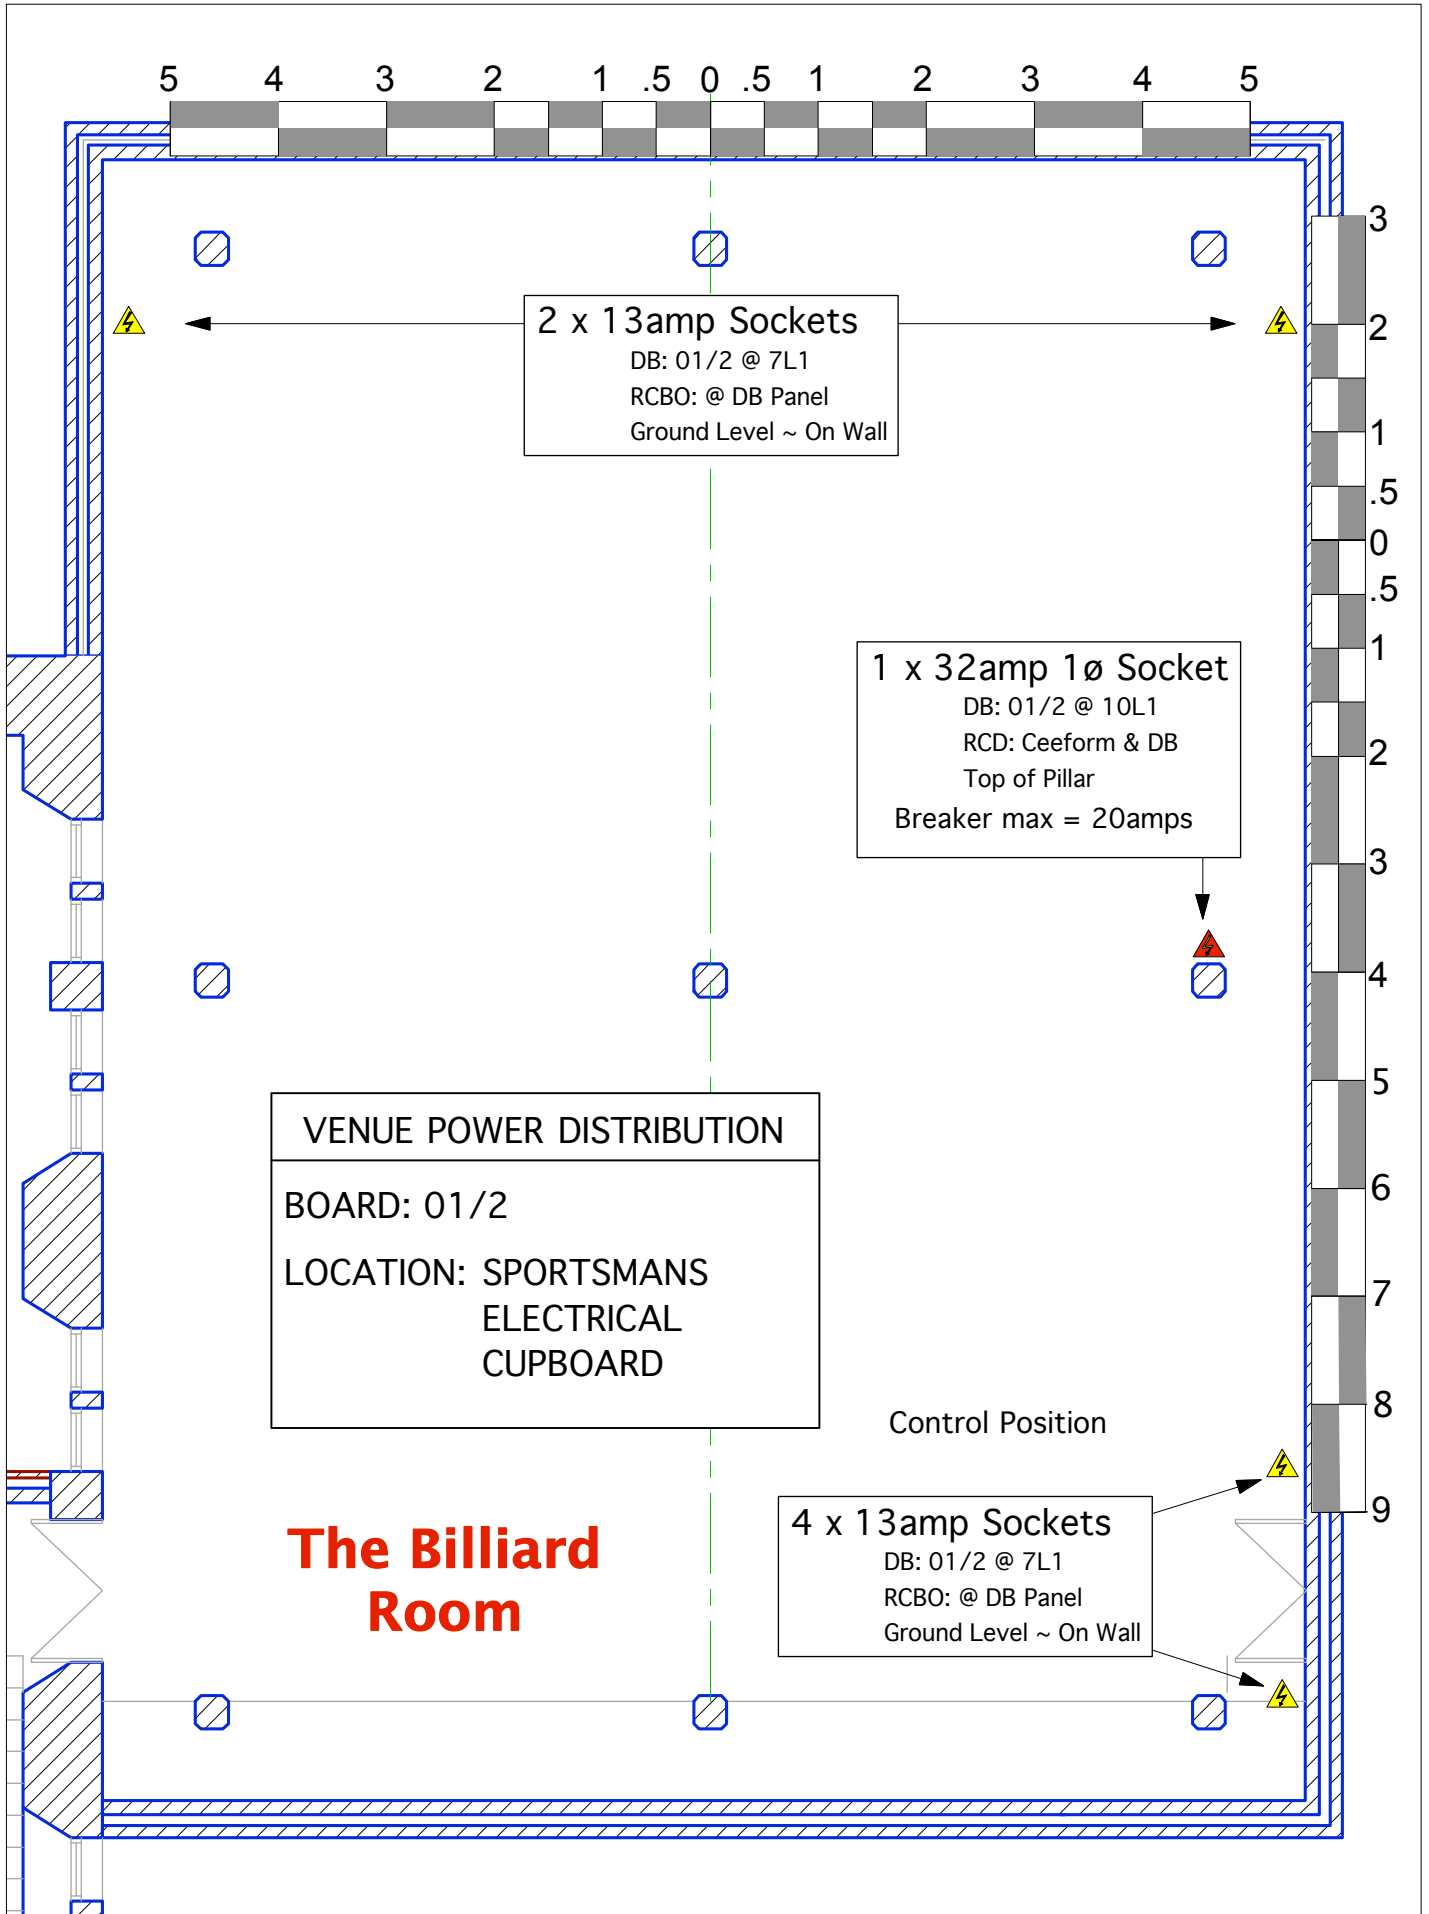 5 4 3 2 1 .5 0 .5 1 2 3 4 5
3
2 x 13amp Sockets
2
DB: 01/2 @ 7L1
RCBO: @ DB Panel
Ground Level ~ On Wall
1
.5
0
.5
1
1 x 32amp 1ø Socket
DB: 01/2 @ 10L1
RCD: Ceeform & DB
2
Top of Pillar
Breaker max = 20amps
3
4
5
VENUE POWER DISTRIBUTION
6
BOARD: 01/2
LOCATION: SPORTSMANS
ELECTRICAL
CUPBOARD
7
8
Control Position
9
4 x 13amp Sockets
DB: 01/2 @ 7L1
RCBO: @ DB Panel
Ground Level ~ On Wall
The Billiard
Room